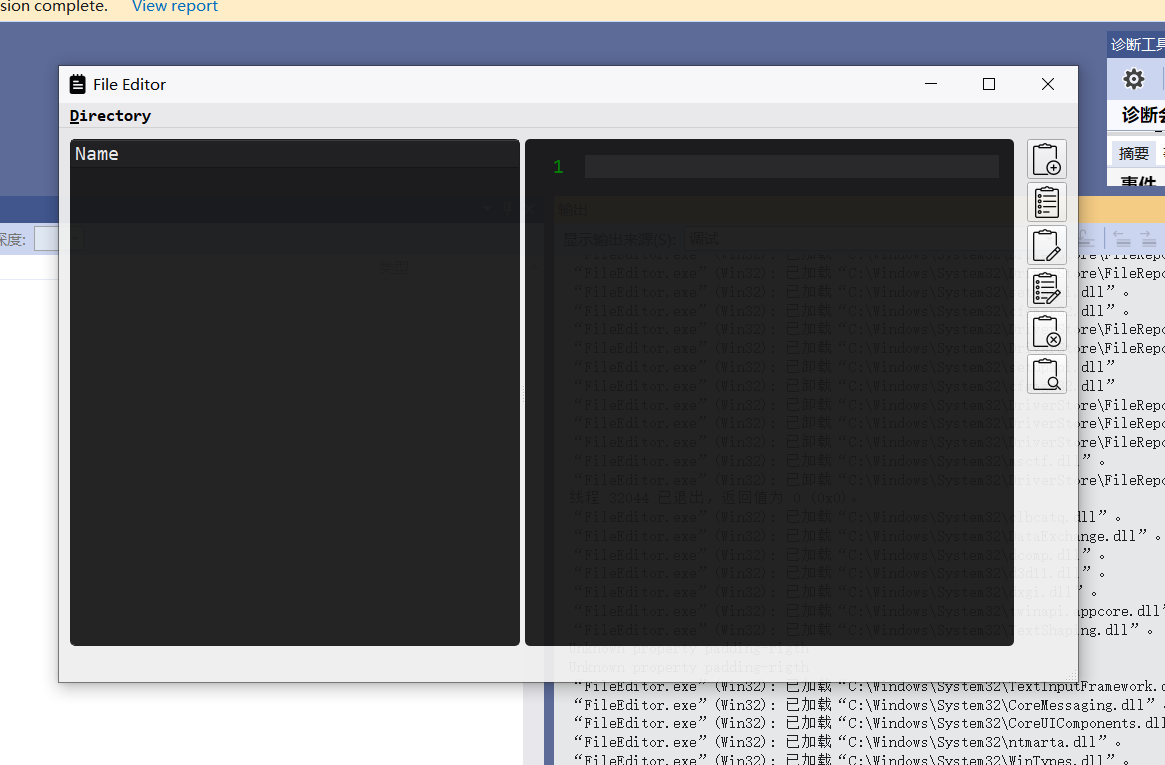 sion complete. View report
诊断工具
File Editor
Directory
诊断会
摘要
事件
Name
1
输出
深度:
显示输出来源(S): 调试
“FileEditor.exe”(Win32): 已加载“C:\Windows\System32\
tore\FileRepo
“FileEditor.exe”(Win32): 已加载“C:\Windows\System32\
.dll”。
“FileEditor.exe”(Win32): 已加载“C:\Windows\System32\
.dll”。
“FileEditor.exe”(Win32): 已加载“C:\Windows\System32\DriverStore\FileRepo
“FileEditor.exe”(Win32): 已加载“C:\Windows\System32\DriverStore\FileRepo
“FileEditor.exe”(Win32): 已卸载“C:\Windows\System32\
.dll”
“FileEditor.exe”(Win32): 已卸载“C:\Windows\System32\
.dll”
“FileEditor.exe”(Win32): 已卸载“C:\Windows\System32\DriverStore\FileRepo
“FileEditor.exe”(Win32): 已卸载“C:\Windows\System32\DriverStore\FileRepo
“FileEditor.exe”(Win32): 已卸载“C:\Windows\System32\DriverStore\FileRepo
“FileEditor.exe”(Win32): 已加载“C:\Windows\System32\msctf.dll”。
“FileEditor.exe”(Win32): 已卸载“C:\Windows\System32\DriverStore\FileRepo
线程 32044 已退出，返回值为 0 (0x0)。
“FileEditor.exe”(Win32): 已加载“C:\Windows\System32\clbcatq.dll”。
“FileEditor.exe”(Win32): 已加载“C:\Windows\System32\DataExchange.dll”。
“FileEditor.exe”(Win32): 已加载“C:\Windows\System32\dcomp.dll”。
“FileEditor.exe”(Win32): 已加载“C:\Windows\System32\d3d11.dll”。
“FileEditor.exe”(Win32): 已加载“C:\Windows\System32\dxgi.dll”。
“FileEditor.exe”(Win32): 已加载“C:\Windows\System32\twinapi.appcore.dll”
“FileEditor.exe”(Win32): 已加载“C:\Windows\System32\TextShaping.dll”。
Unknown property padding-rigth
Unknown property padding-rigth
“FileEditor.exe”(Win32): 已加载“C:\Windows\System32\TextInputFramework.d
“FileEditor.exe”(Win32): 已加载“C:\Windows\System32\CoreMessaging.dll”。
“FileEditor.exe”(Win32): 已加载“C:\Windows\System32\CoreUIComponents.dll
“FileEditor.exe”(Win32): 已加载“C:\Windows\System32\ntmarta.dll”。
“FileEditor.exe”(Win32): 已加载“C:\Windows\System32\WinTypes.dll”。